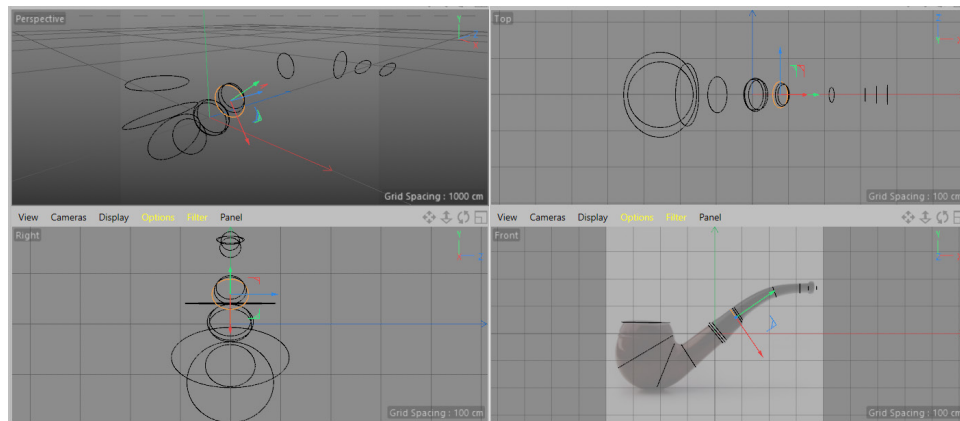 Perspective
Grid Spacing : 1000 cm
Top
Grid Spacing : 100 cm
View Cameras Display Options Filter Panel
View Cameras Display Options Filter Panel
Right
Grid Spacing : 100 cm
Front
Grid Spacing : 100 cm